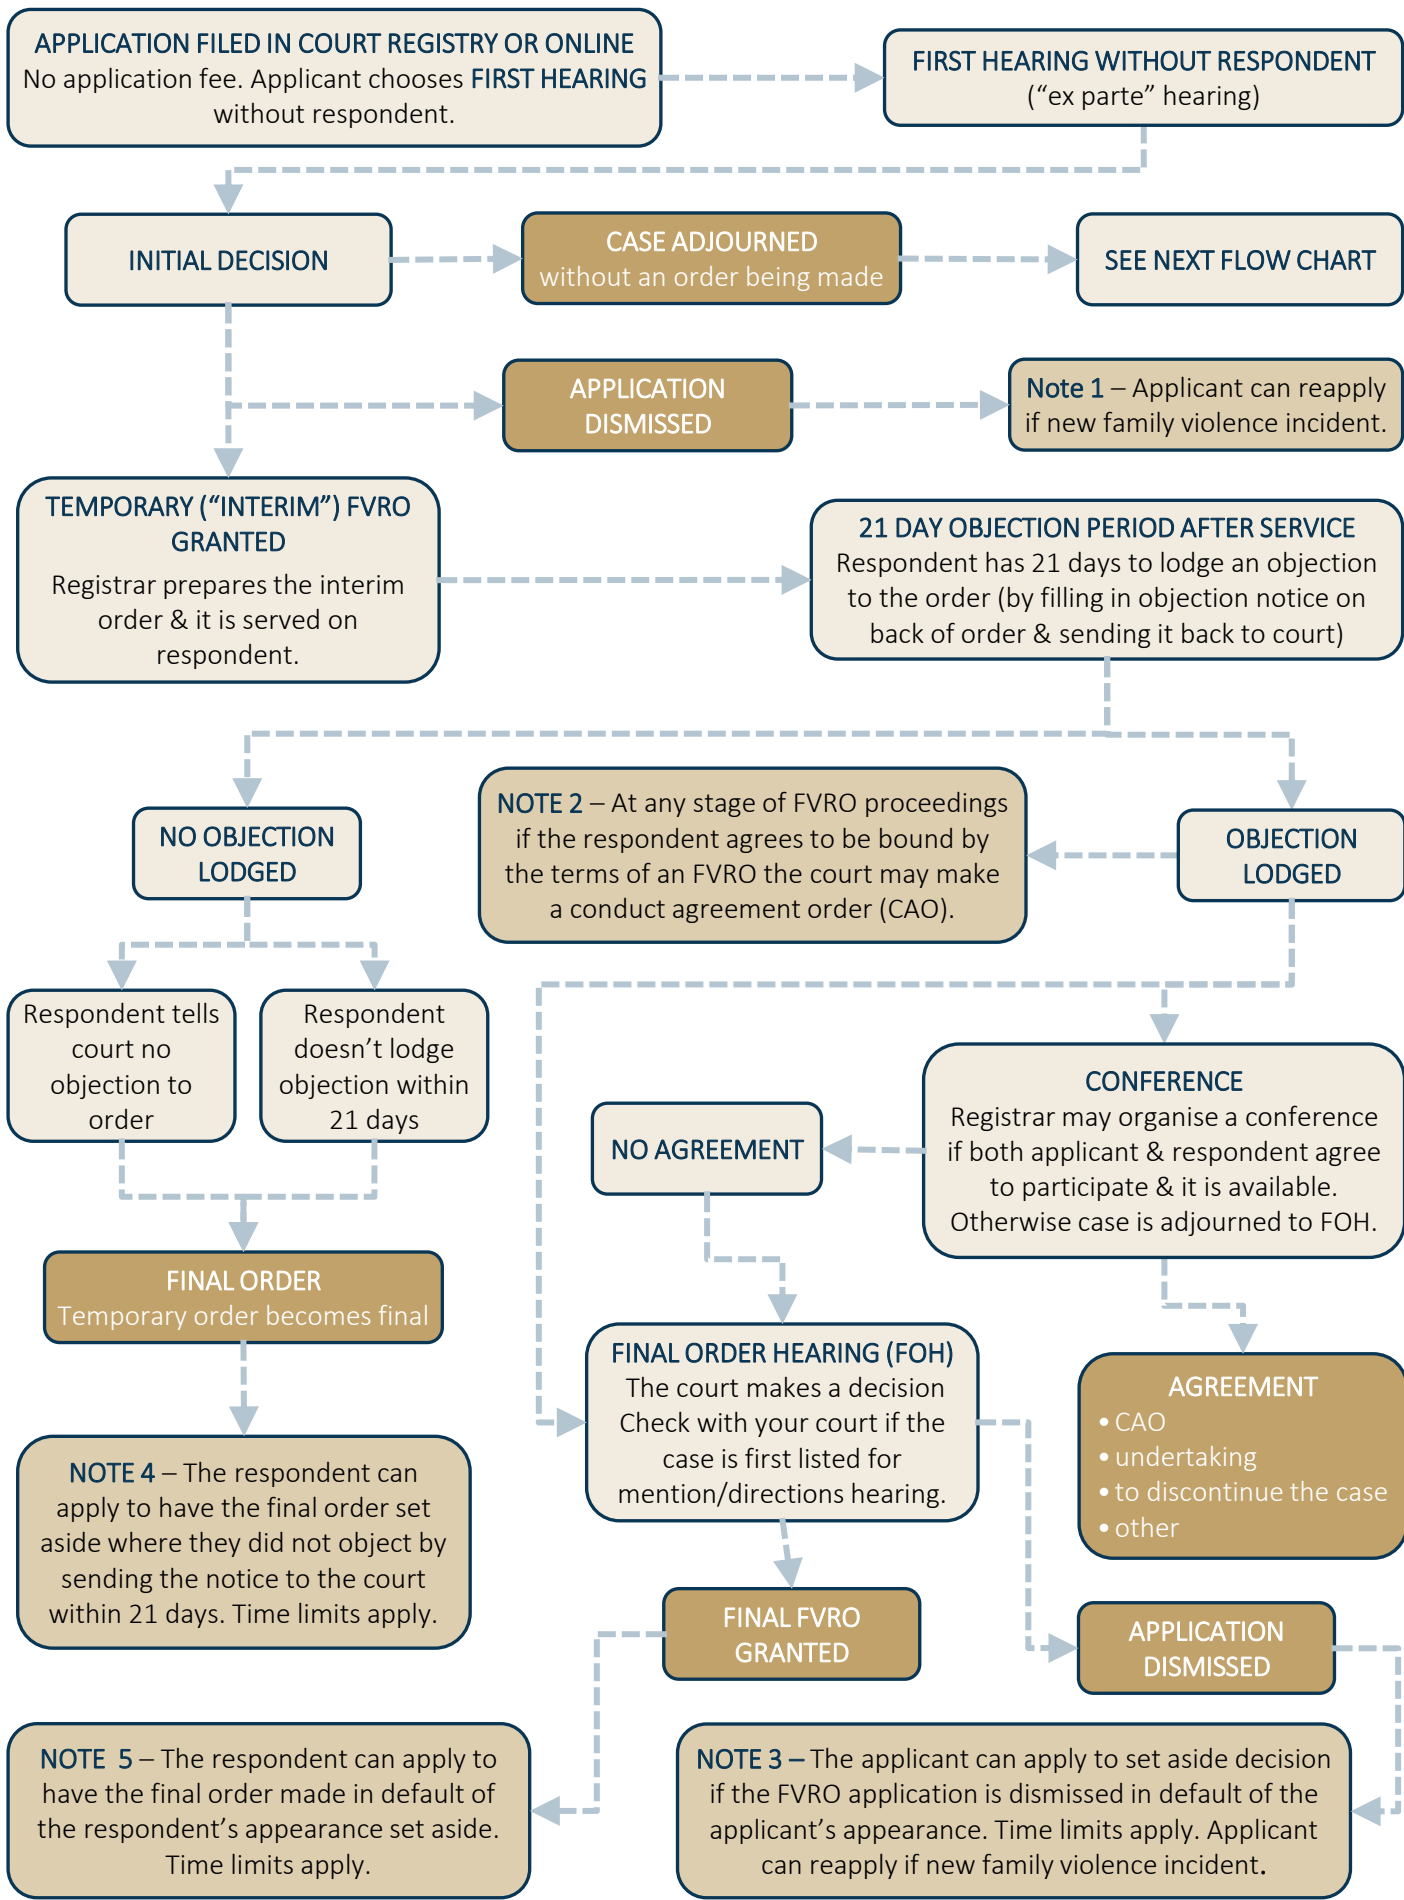 APPLICATION FILED IN COURT REGISTRY OR ONLINE
No application fee. Applicant chooses FIRST HEARING
without respondent.
FIRST HEARING WITHOUT RESPONDENT
(“ex parte” hearing)
INITIAL DECISION
CASE ADJOURNED
without an order being made
SEE NEXT FLOW CHART
APPLICATION
DISMISSED
Note 1 – Applicant can reapply
if new family violence incident.
TEMPORARY (“INTERIM”) FVRO
GRANTED
Registrar prepares the interim
order & it is served on
respondent.
21 DAY OBJECTION PERIOD AFTER SERVICE
Respondent has 21 days to lodge an objection
to the order (by filling in objection notice on
back of order & sending it back to court)
NO OBJECTION
LODGED
NOTE 2 – At any stage of FVRO proceedings
if the respondent agrees to be bound by
the terms of an FVRO the court may make
a conduct agreement order (CAO).
OBJECTION
LODGED
Respondent tells
court no
objection to
order
Respondent
doesn’t lodge
objection within
21 days
NO AGREEMENT
CONFERENCE
Registrar may organise a conference
if both applicant & respondent agree
to participate & it is available.
Otherwise case is adjourned to FOH.
FINAL ORDER
Temporary order becomes final
FINAL ORDER HEARING (FOH)
The court makes a decision
Check with your court if the
case is first listed for
mention/directions hearing.
AGREEMENT
• CAO
• undertaking
• to discontinue the case
• other
NOTE 4 – The respondent can
apply to have the final order set
aside where they did not object by
sending the notice to the court
within 21 days. Time limits apply.
FINAL FVRO
GRANTED
APPLICATION
DISMISSED
NOTE 5 – The respondent can apply to
have the final order made in default of
the respondent’s appearance set aside.
Time limits apply.
NOTE 3 – The applicant can apply to set aside decision
if the FVRO application is dismissed in default of the
applicant’s appearance. Time limits apply. Applicant
can reapply if new family violence incident.